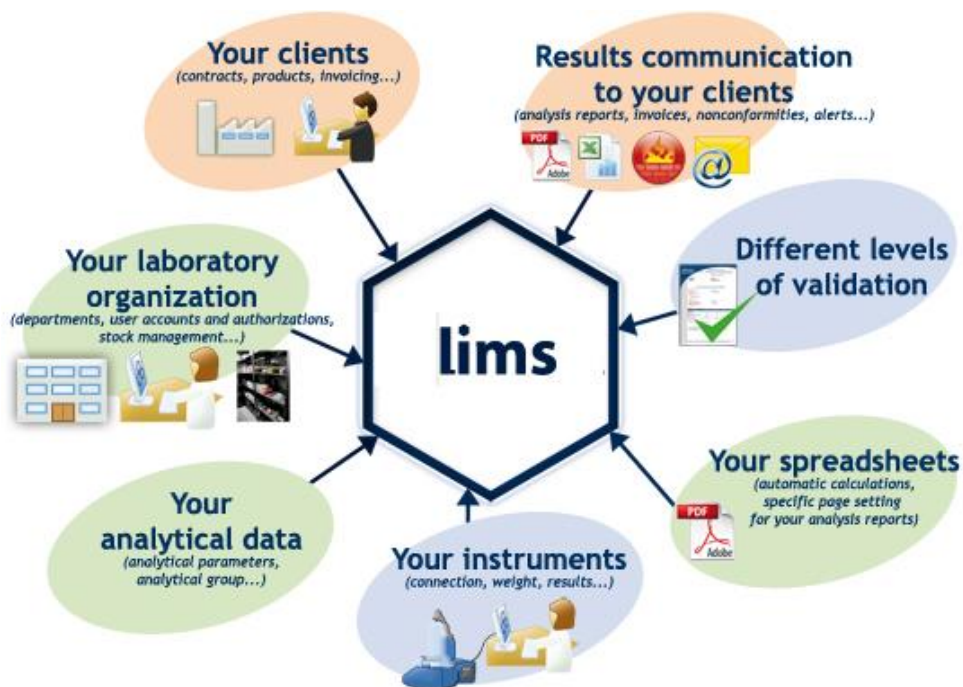 Your clients
(contracts, products, invoicing...)
Results communication
to your clients
(analysis reports, invoices, nonconformities, alerts...)
PDF
Adobe
Your laboratory
organization
(departments, user accounts and authorizations,
stock management...)
Different levels
of validation
lims
Your
analytical data
(analytical parameters,
analytical group...)
Your instruments
(connection, weight, results...)
Your spreadsheets
(automatic calculations,
specific page setting
for your analysis reports)
PDF
Adobe